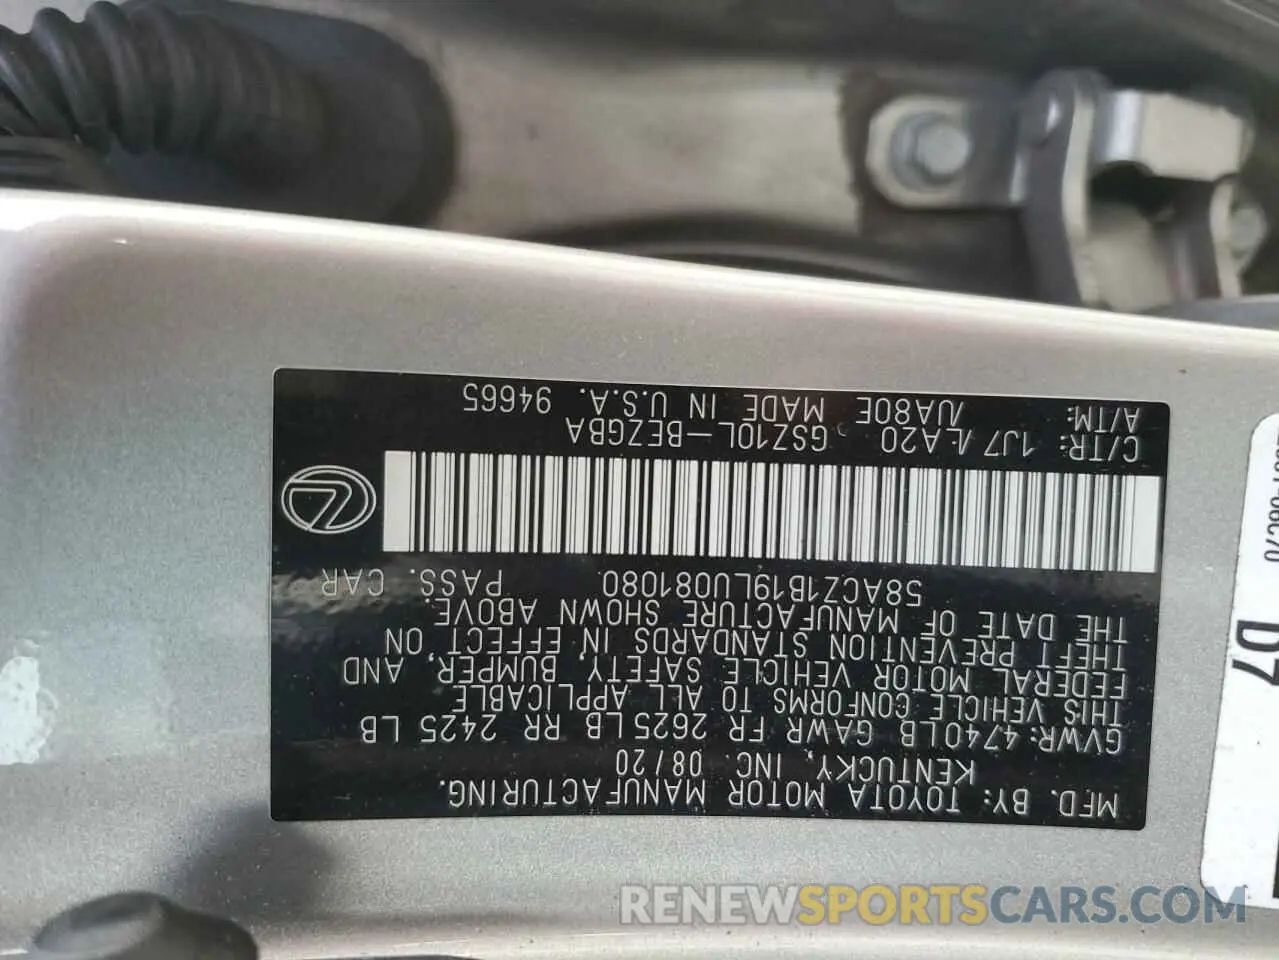 MFD. BY: TOYOTA MOTOR MANUFACTURING.
KENTUCKY, INC. 08/20
GVWR: 4740LB GAWR FR 2625LB RR 2425 LB
THIS VEHICLE CONFORMS TO ALL APPLICABLE
FEDERAL MOTOR VEHICLE SAFETY, BUMPER, AND
THEFT PREVENTION STANDARDS IN EFFECT ON
THE DATE OF MANUFACTURE SHOWN ABOVE.
58ACZ1B19LU081080 PASS. CAR
C/TR: 1J7 /LA20 GSZ10L-BEZGBA
A/TM: /UA80E MADE IN U.S.A. 94665
D7
RENEWSPORTSCARS.COM